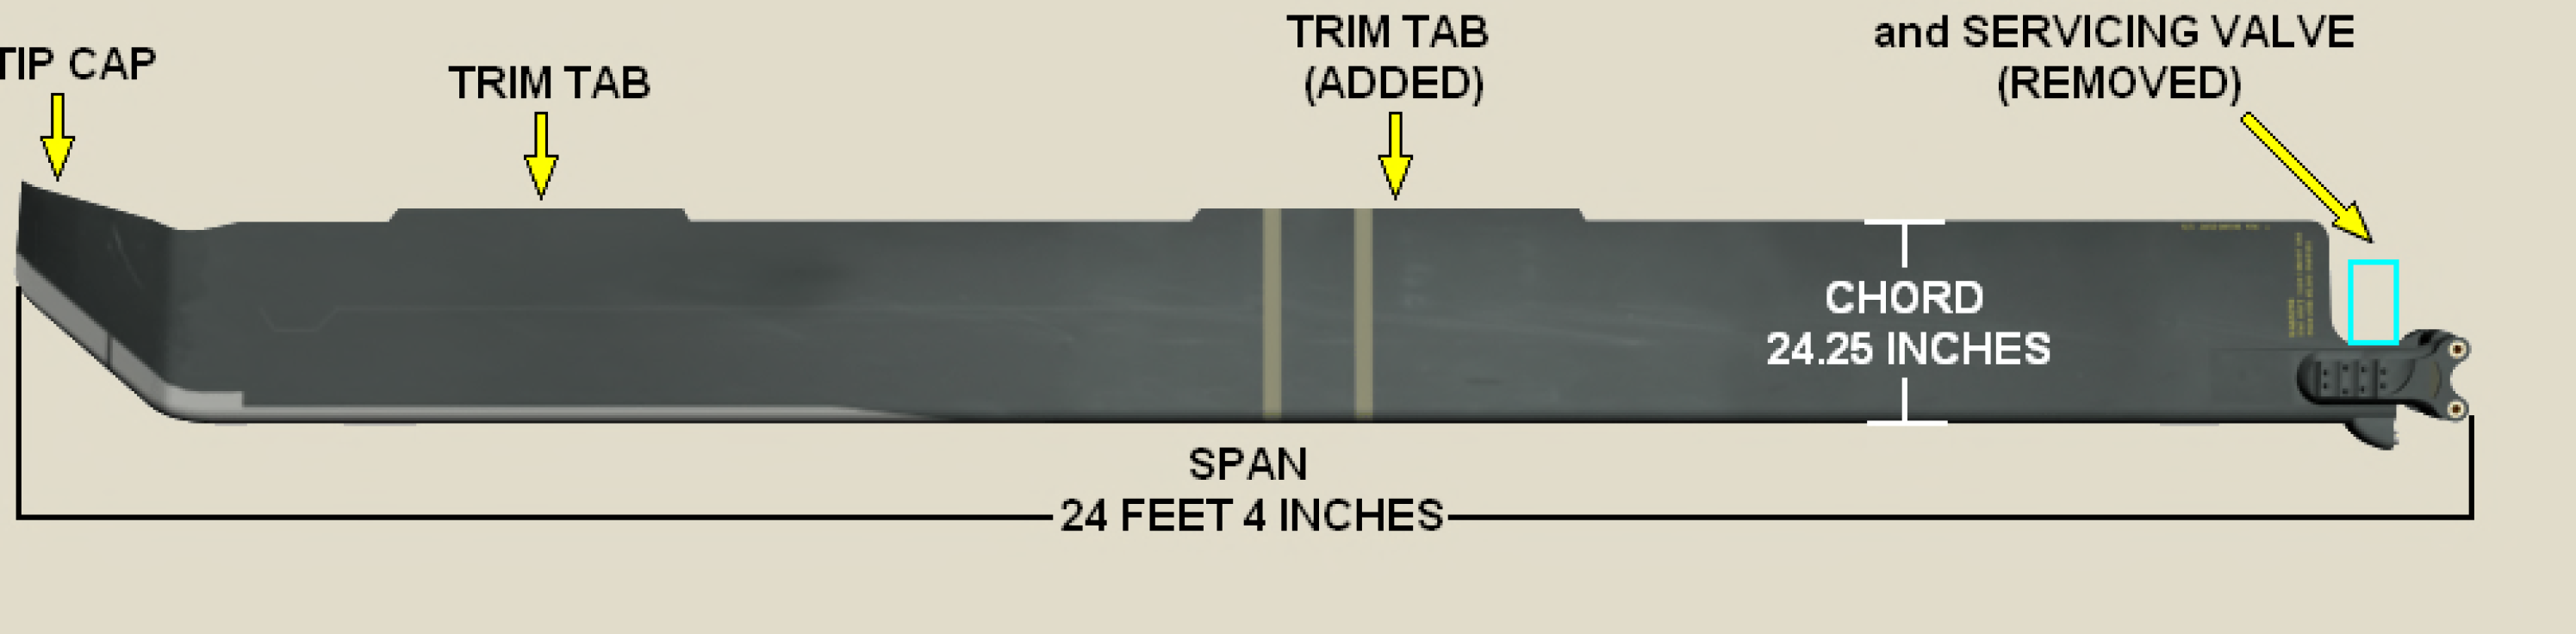 TIP CAP
TRIM TAB
TRIM TAB
(ADDED)
and SERVICING VALVE
(REMOVED)
CHORD
24.25 INCHES
SPAN
24 FEET 4 INCHES